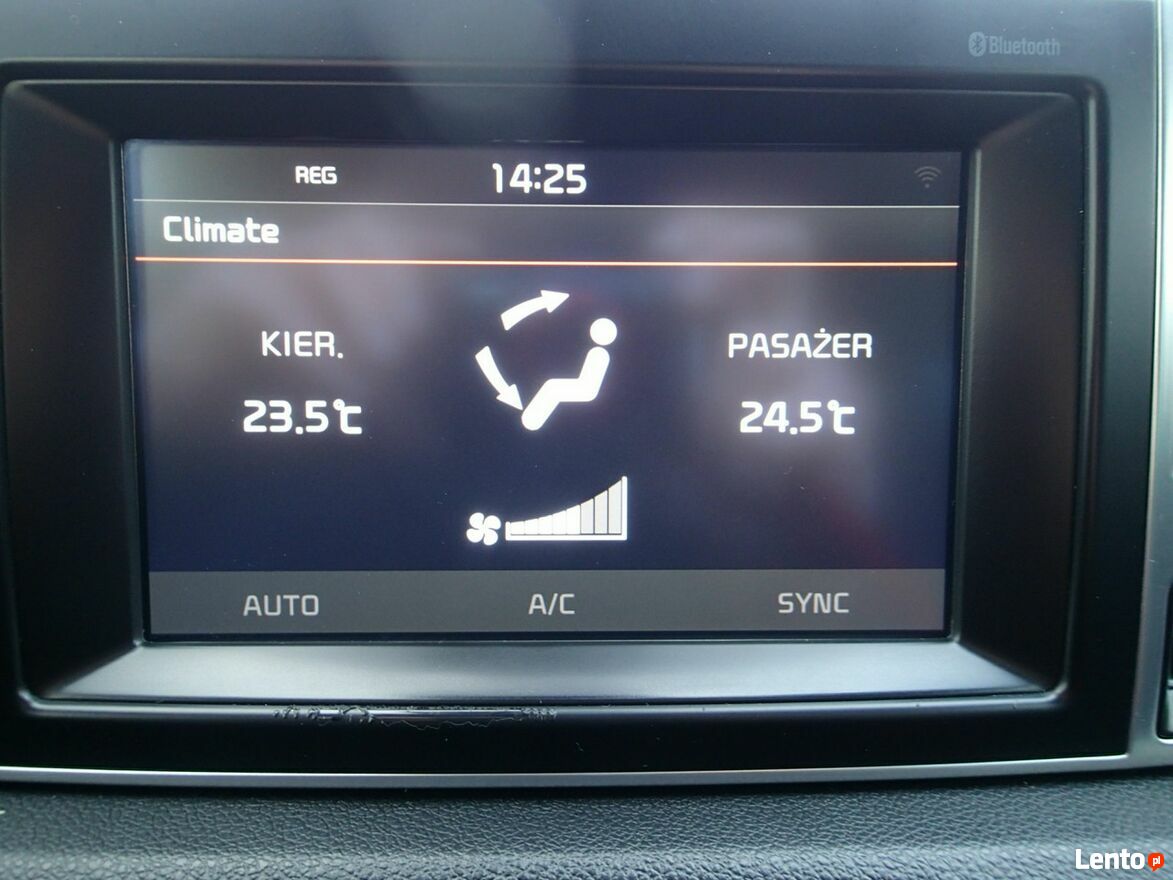 Bluetooth
REG 14:25
Climate
KIER. PASAŻER
23.5℃ 24.5℃
AUTO A/C SYNC
Lento.pl